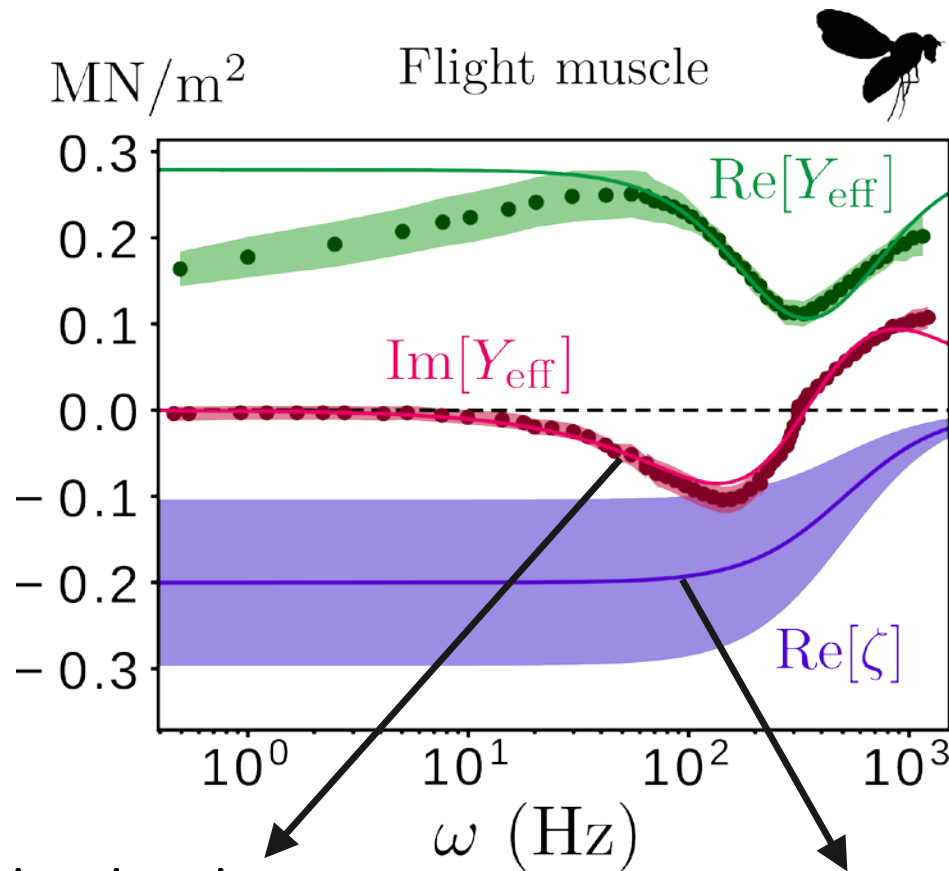 MN/m²
Flight muscle
0.3
0.2
0.1
0.0
−0.1
−0.2
−0.3
Re[Y_eff]
Im[Y_eff]
Re[ζ]
10⁰ 10¹ 10² 10³
ω (Hz)